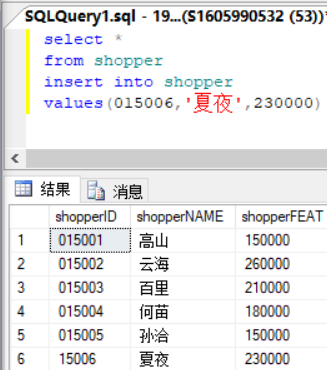 SQLQuery1.sql - 19...(S1605990532 (53))*
select *
from shopper
insert into shopper
values(015006,'夏夜',230000)
结果 消息
shopperID shopperNAME shopperFEAT
1 015001 高山 150000
2 015002 云海 260000
3 015003 百里 210000
4 015004 何苗 180000
5 015005 孙洽 150000
6 15006 夏夜 230000